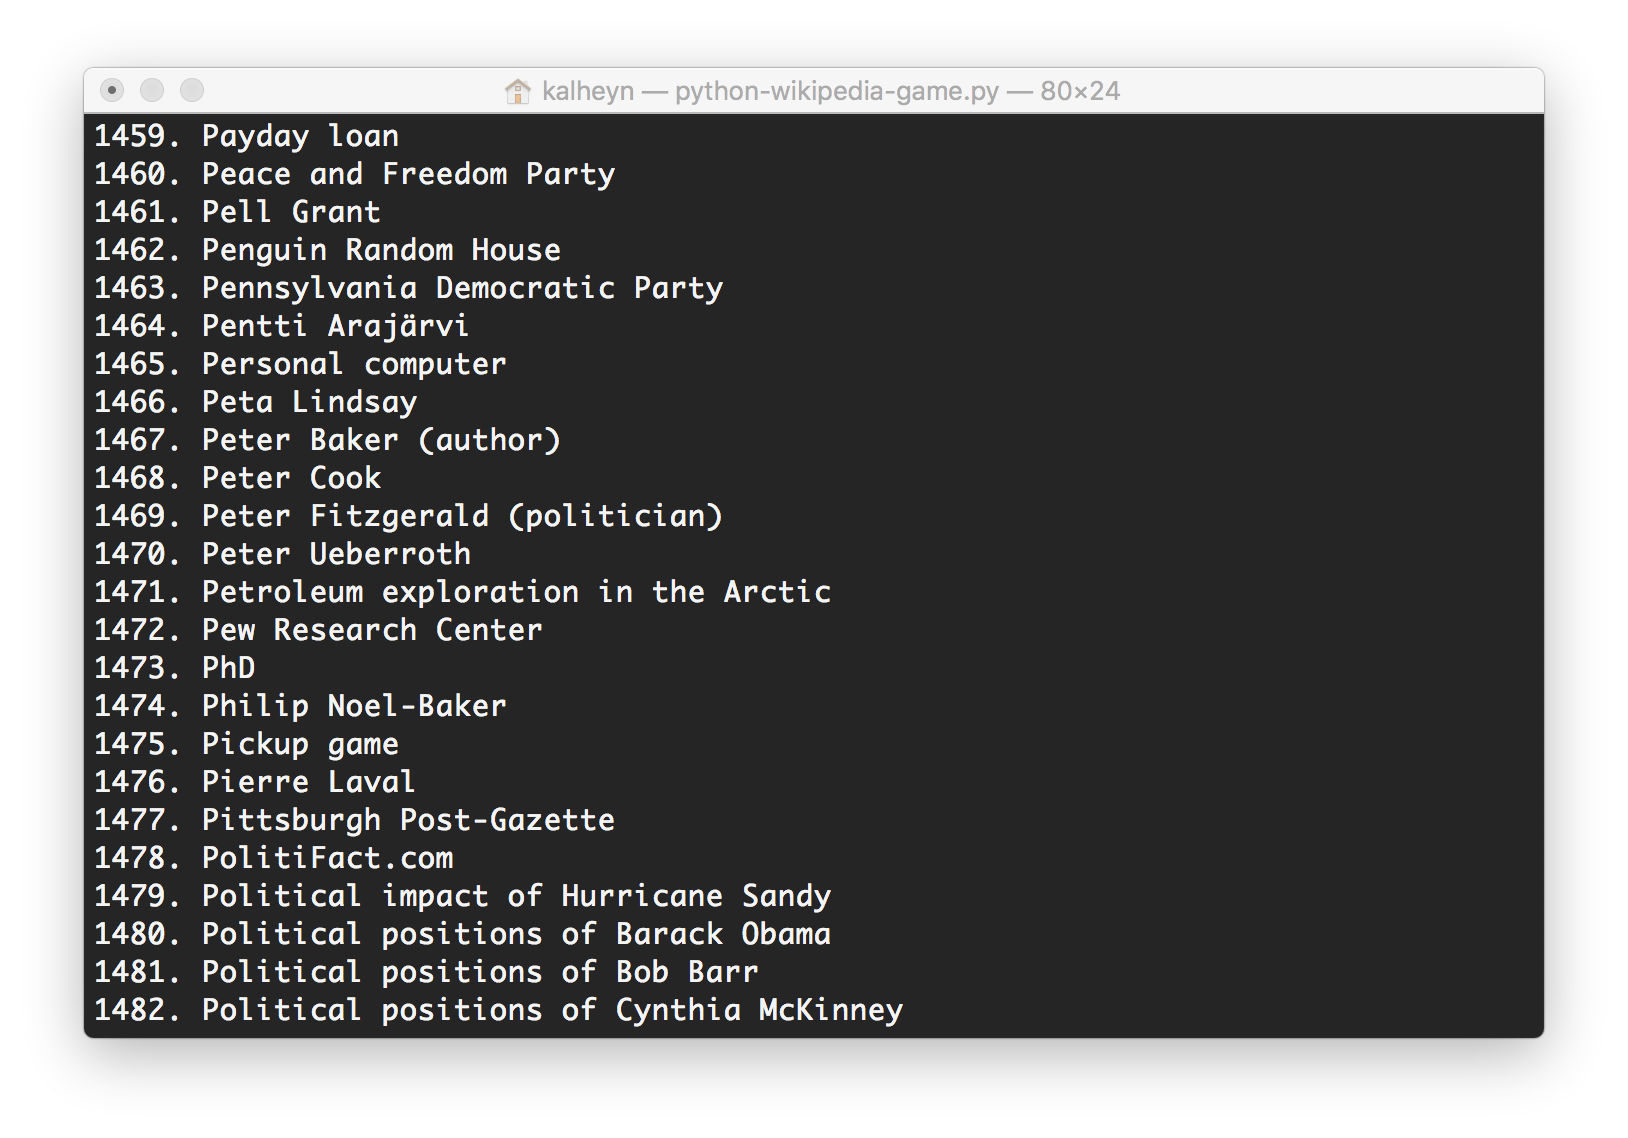 kalheyn — python-wikipedia-game.py — 80×24
1459. Payday loan
1460. Peace and Freedom Party
1461. Pell Grant
1462. Penguin Random House
1463. Pennsylvania Democratic Party
1464. Pentti Arajärvi
1465. Personal computer
1466. Peta Lindsay
1467. Peter Baker (author)
1468. Peter Cook
1469. Peter Fitzgerald (politician)
1470. Peter Ueberroth
1471. Petroleum exploration in the Arctic
1472. Pew Research Center
1473. PhD
1474. Philip Noel-Baker
1475. Pickup game
1476. Pierre Laval
1477. Pittsburgh Post-Gazette
1478. PolitiFact.com
1479. Political impact of Hurricane Sandy
1480. Political positions of Barack Obama
1481. Political positions of Bob Barr
1482. Political positions of Cynthia McKinney